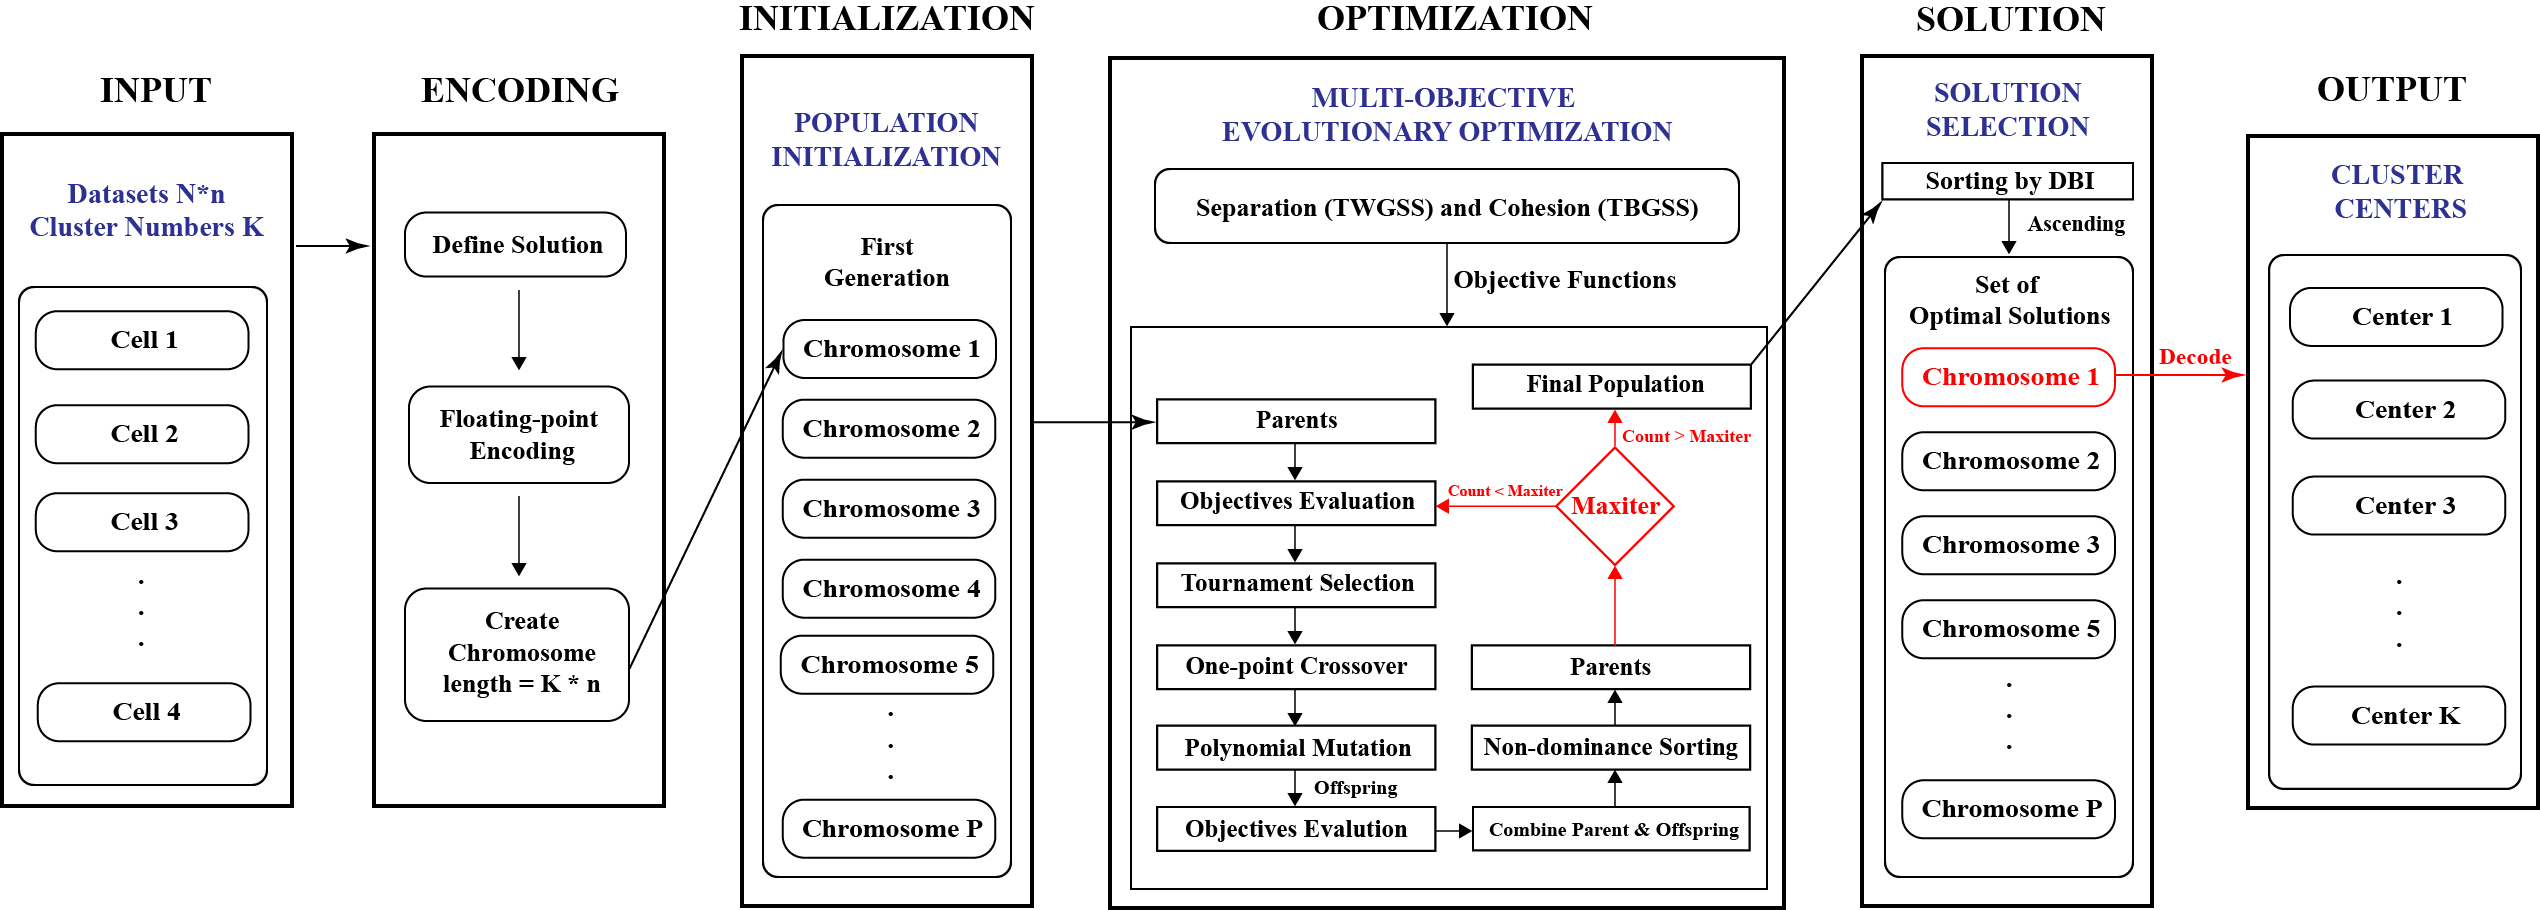 INPUT
Datasets N*n
Cluster Numbers K
Cell 1
Cell 2
Cell 3
.
.
.
Cell 4
ENCODING
Define Solution
Floating-point
Encoding
Create
Chromosome
length = K * n
INITIALIZATION
POPULATION
INITIALIZATION
First
Generation
Chromosome 1
Chromosome 2
Chromosome 3
Chromosome 4
Chromosome 5
.
.
.
Chromosome P
OPTIMIZATION
MULTI-OBJECTIVE
EVOLUTIONARY OPTIMIZATION
Separation (TWGSS) and Cohesion (TBGSS)
Objective Functions
Parents
Objectives Evaluation
Tournament Selection
One-point Crossover
Polynomial Mutation
Offspring
Objectives Evalution
Combine Parent & Offspring
Non-dominance Sorting
Parents
Maxiter
Count < Maxiter
Count > Maxiter
Final Population
SOLUTION
SOLUTION
SELECTION
Sorting by DBI
Ascending
Set of
Optimal Solutions
Chromosome 1
Chromosome 2
Chromosome 3
Chromosome 5
.
.
.
Chromosome P
Decode
OUTPUT
CLUSTER
CENTERS
Center 1
Center 2
Center 3
.
.
.
Center K